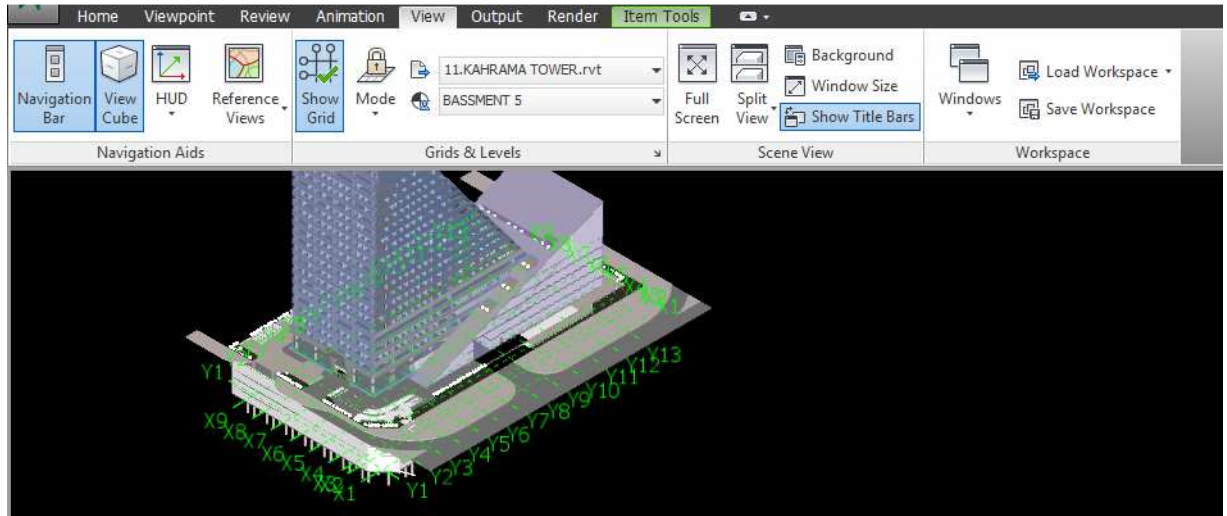 Home Viewpoint Review Animation View Output Render Item Tools
Navigation Bar
View Cube
HUD
Reference Views
Navigation Aids
Show Grid
Mode
11.KAHRAMA TOWER.rvt
BASSMENT 5
Grids & Levels
Full Screen
Split View
Background
Window Size
Show Title Bars
Scene View
Windows
Load Workspace
Save Workspace
Workspace
Y1
X9
X8
X7
X6
X5
X4
X1
Y1
Y2
Y3
Y4
Y5
Y6
Y7
Y8
Y9
Y10
Y11
Y12
Y13
X1